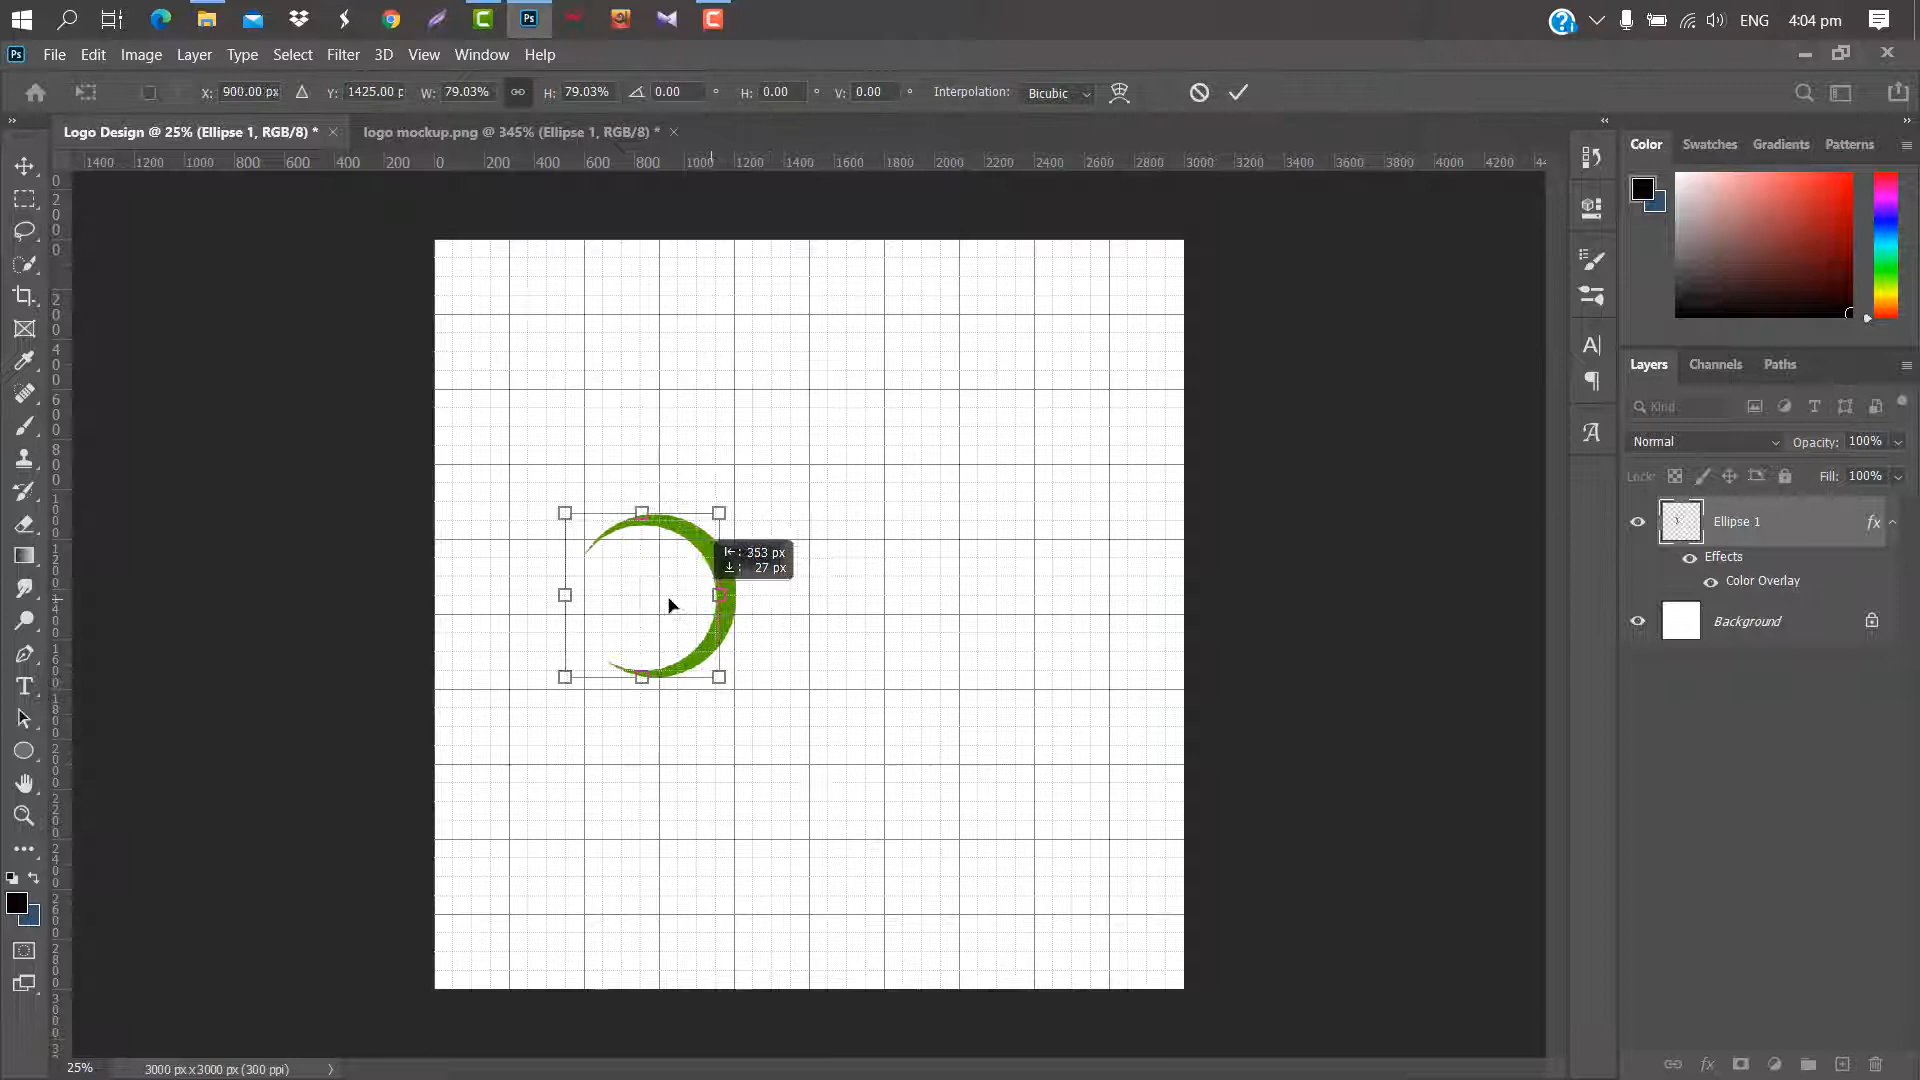 ENG 4:04 pm
File Edit Image Layer Type Select Filter 3D View Window Help
X: 900.00 px Y: 1425.00 p W: 79.03% H: 79.03% 0.00 ° H: 0.00 ° V: 0.00 ° Interpolation: Bicubic
Logo Design @ 25% (Ellipse 1, RGB/8) * × logo mockup.png @ 345% (Ellipse 1, RGB/8) * ×
1400 1200 1000 800 600 400 200 0 200 400 600 800 1000 1200 1400 1600 1800 2000 2200 2400 2600 2800 3000 3200 3400 3600 3800 4000 4200
Color Swatches Gradients Patterns
Layers Channels Paths
Kind
Normal Opacity: 100%
Lock: Fill: 100%
Ellipse 1 fx
Effects
Color Overlay
Background
353 px
27 px
25% 3000 px x 3000 px (300 ppi)